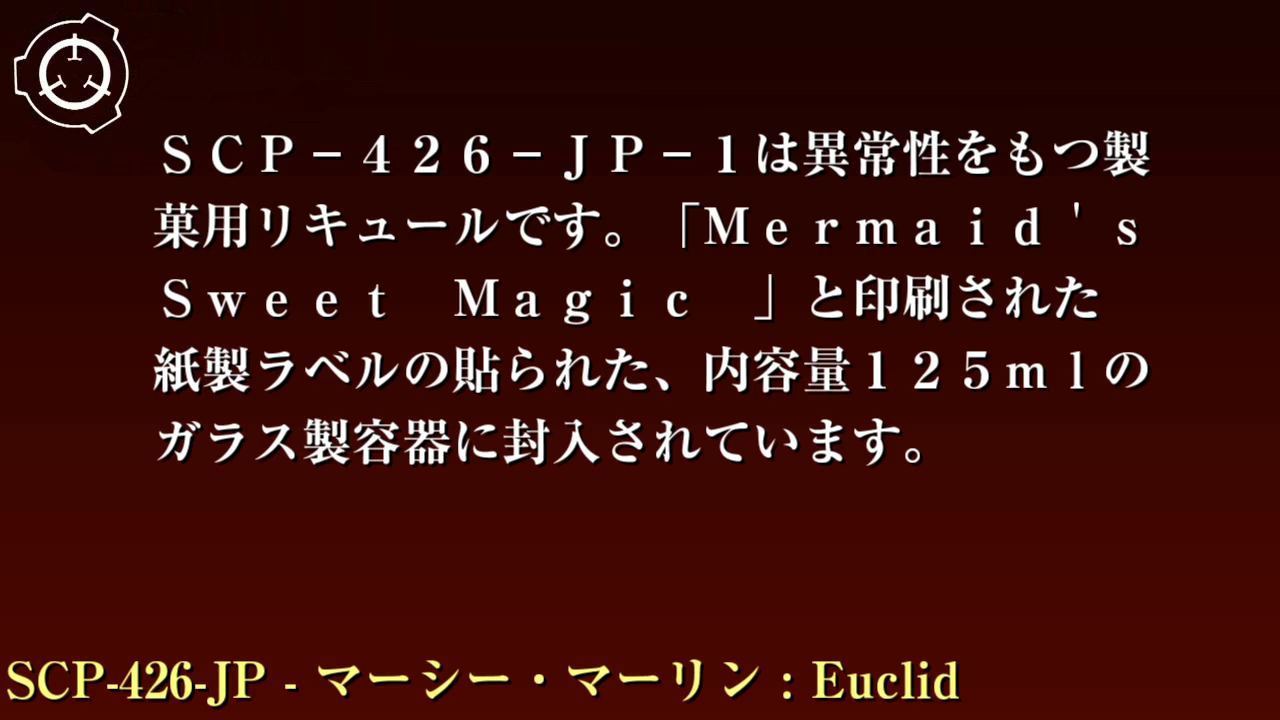 ＳＣＰ－４２６－ＪＰ－１は異常性をもつ製
菓用リキュールです。「Ｍｅｒｍａｉｄ＇ｓ
Ｓｗｅｅｔ　Ｍａｇｉｃ　」と印刷された
紙製ラベルの貼られた、内容量１２５ｍｌの
ガラス製容器に封入されています。
SCP-426-JP - マーシー・マーリン : Euclid